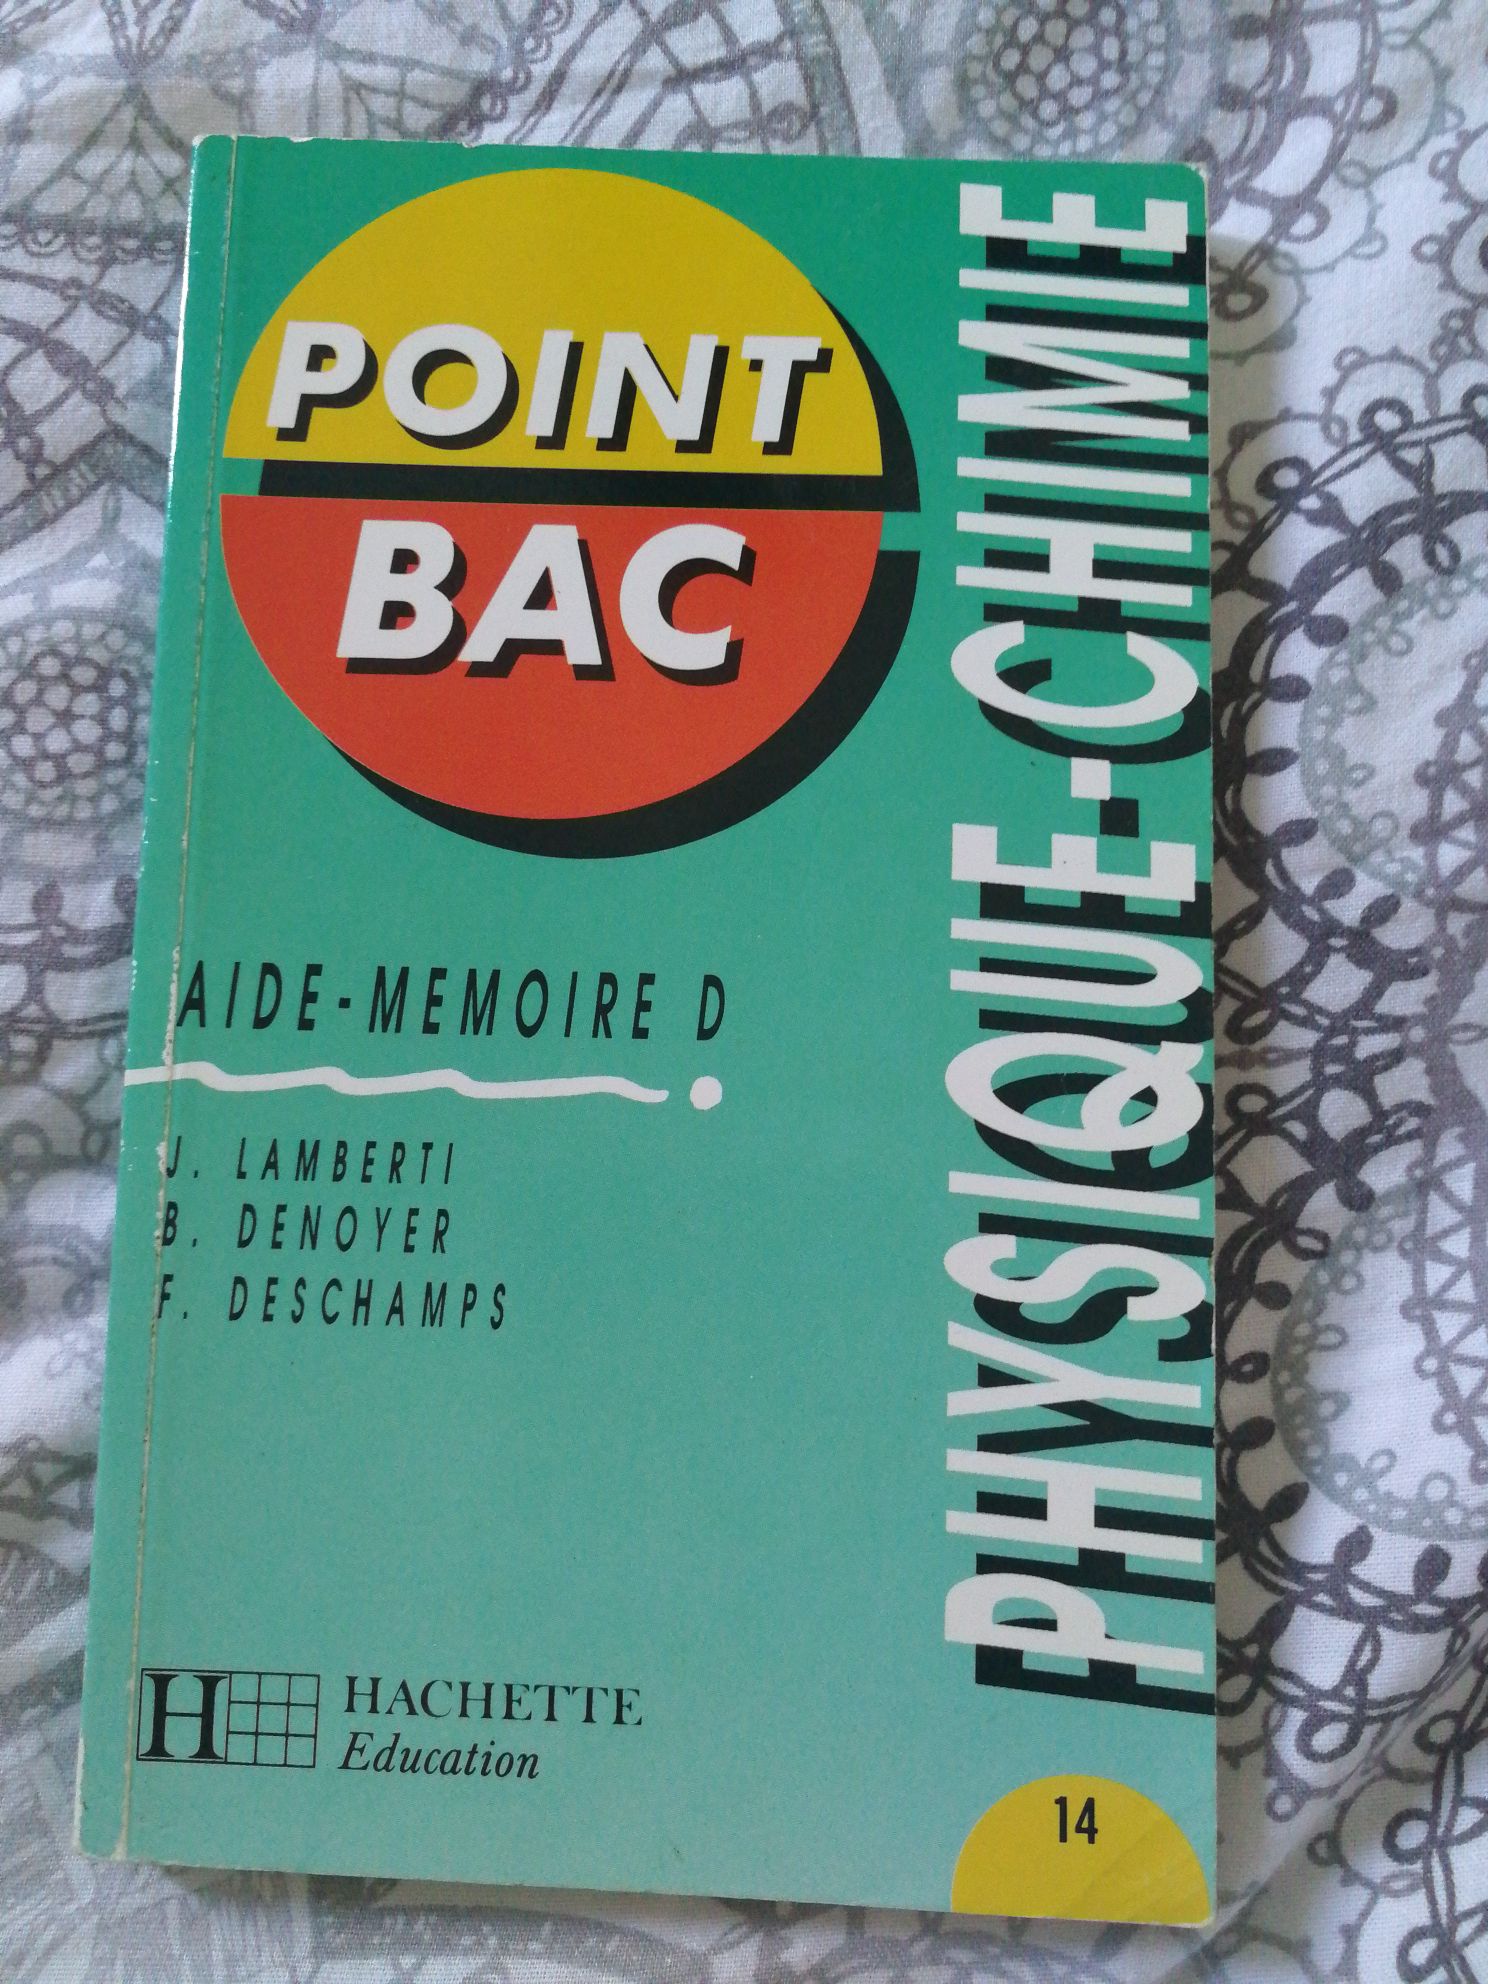 POINT
BAC
PHYSIQUE-CHIMIE
AIDE-MEMOIRE D
J. LAMBERTI
B. DENOYER
F. DESCHAMPS
H
HACHETTE
Education
14